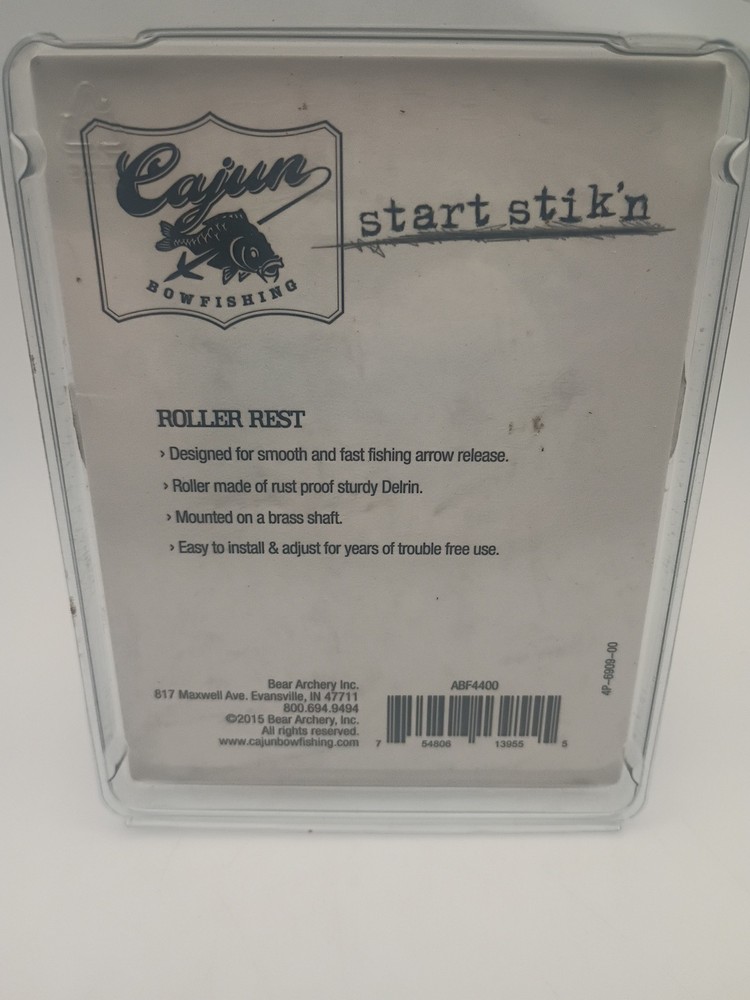 Cajun
BOWFISHING
start stik'n
ROLLER REST
› Designed for smooth and fast fishing arrow release.
› Roller made of rust proof sturdy Delrin.
› Mounted on a brass shaft.
› Easy to install & adjust for years of trouble free use.
4P-6909-00
Bear Archery Inc.
817 Maxwell Ave. Evansville, IN 47711
800.694.9494
©2015 Bear Archery, Inc.
All rights reserved.
www.cajunbowfishing.com
ABF4400
7 54806 13955 5